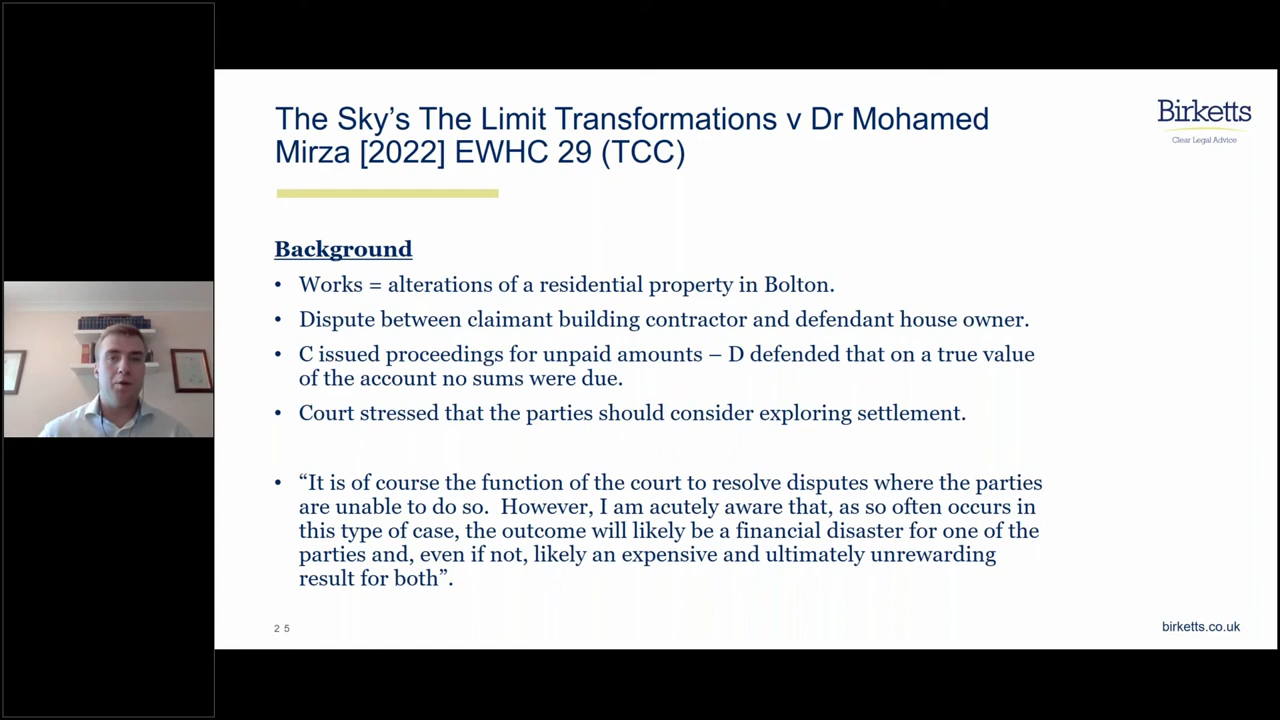 The Sky’s The Limit Transformations v Dr Mohamed
Mirza [2022] EWHC 29 (TCC)
Birketts
Clear Legal Advice
Background
• Works = alterations of a residential property in Bolton.
• Dispute between claimant building contractor and defendant house owner.
• C issued proceedings for unpaid amounts – D defended that on a true value
of the account no sums were due.
• Court stressed that the parties should consider exploring settlement.
• “It is of course the function of the court to resolve disputes where the parties
are unable to do so.  However, I am acutely aware that, as so often occurs in
this type of case, the outcome will likely be a financial disaster for one of the
parties and, even if not, likely an expensive and ultimately unrewarding
result for both”.
25
birketts.co.uk